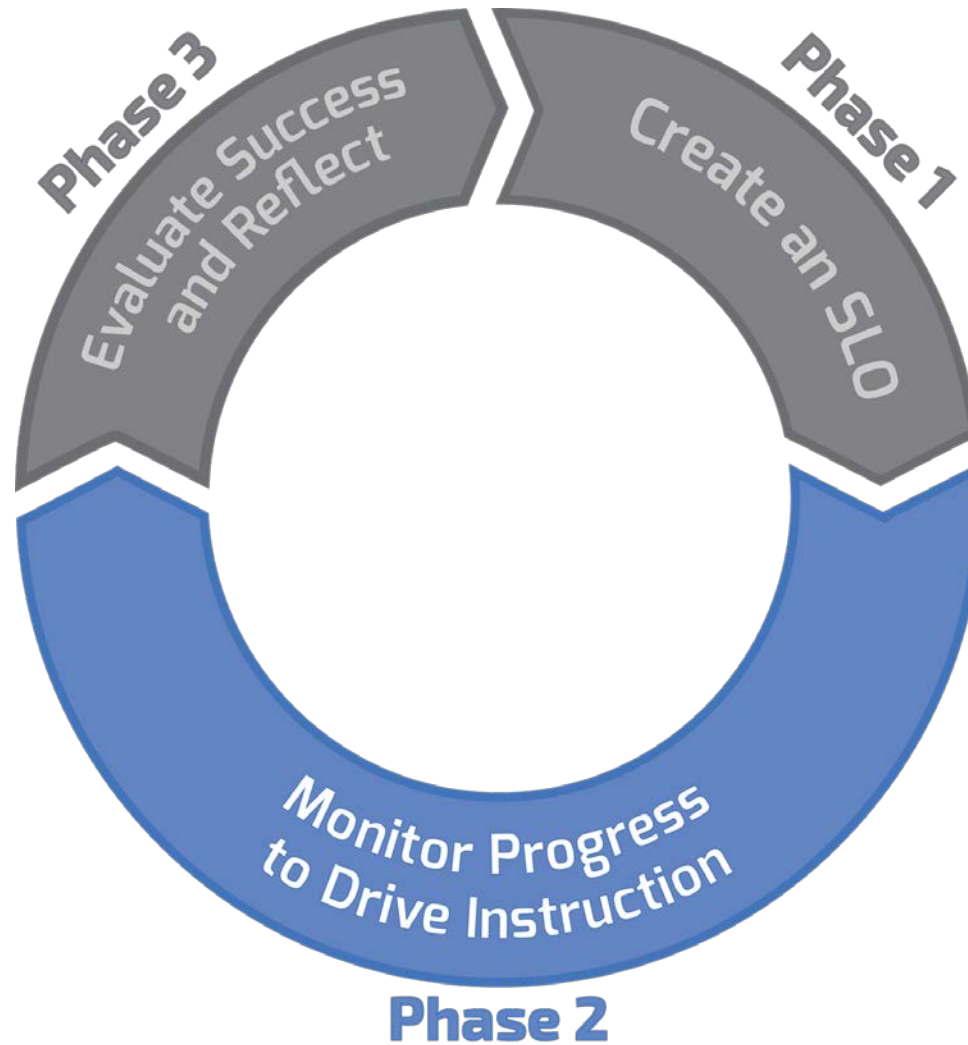 Phase 1
Create an SLO
Monitor Progress
to Drive Instruction
Phase 2
Phase 3
Evaluate Success
and Reflect